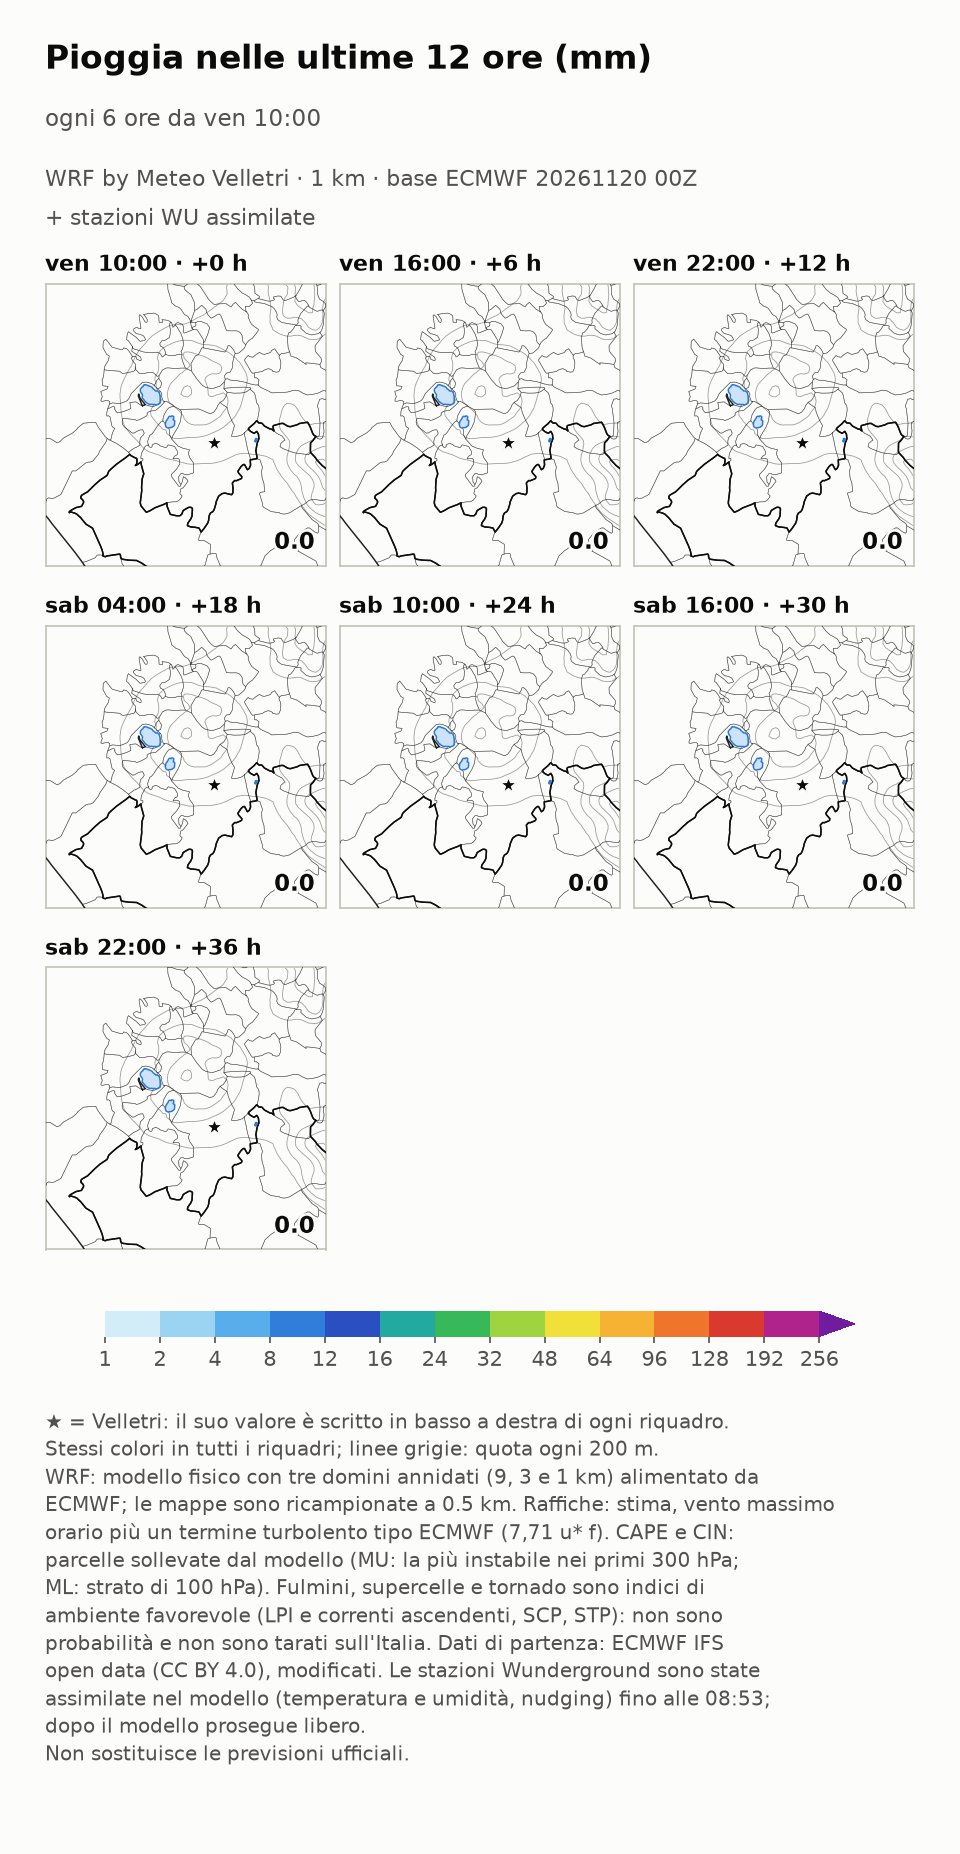 Pioggia nelle ultime 12 ore (mm)
ogni 6 ore da ven 10:00
WRF by Meteo Velletri · 1 km · base ECMWF 20261120 00Z
+ stazioni WU assimilate
ven 10:00 · +0 h
ven 16:00 · +6 h
ven 22:00 · +12 h
0.0
0.0
0.0
sab 04:00 · +18 h
sab 10:00 · +24 h
sab 16:00 · +30 h
0.0
0.0
0.0
sab 22:00 · +36 h
0.0
1 2 4 8 12 16 24 32 48 64 96 128 192 256
★ = Velletri: il suo valore è scritto in basso a destra di ogni riquadro.
Stessi colori in tutti i riquadri; linee grigie: quota ogni 200 m.
WRF: modello fisico con tre domini annidati (9, 3 e 1 km) alimentato da
ECMWF; le mappe sono ricampionate a 0.5 km. Raffiche: stima, vento massimo
orario più un termine turbolento tipo ECMWF (7,71 u* f). CAPE e CIN:
parcelle sollevate dal modello (MU: la più instabile nei primi 300 hPa;
ML: strato di 100 hPa). Fulmini, supercelle e tornado sono indici di
ambiente favorevole (LPI e correnti ascendenti, SCP, STP): non sono
probabilità e non sono tarati sull'Italia. Dati di partenza: ECMWF IFS
open data (CC BY 4.0), modificati. Le stazioni Wunderground sono state
assimilate nel modello (temperatura e umidità, nudging) fino alle 08:53;
dopo il modello prosegue libero.
Non sostituisce le previsioni ufficiali.